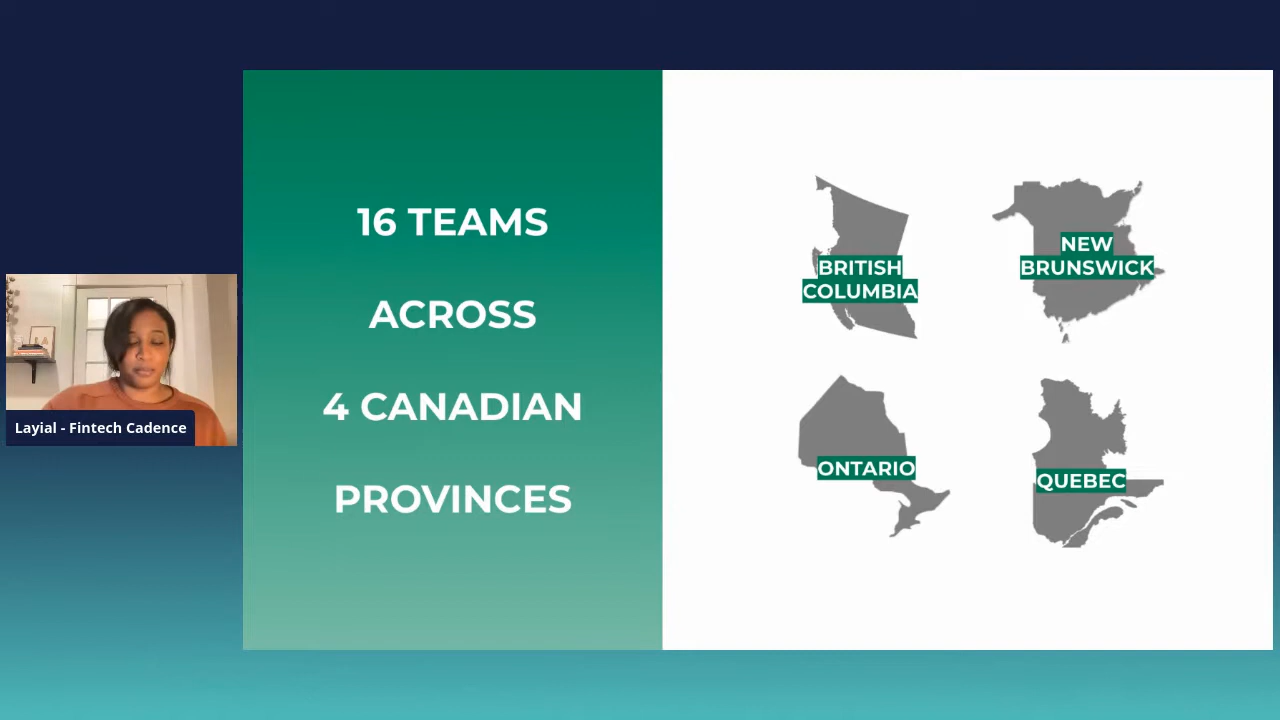 16 TEAMS
ACROSS
4 CANADIAN
PROVINCES
BRITISH
COLUMBIA
NEW
BRUNSWICK
ONTARIO
QUEBEC
Layial - Fintech Cadence